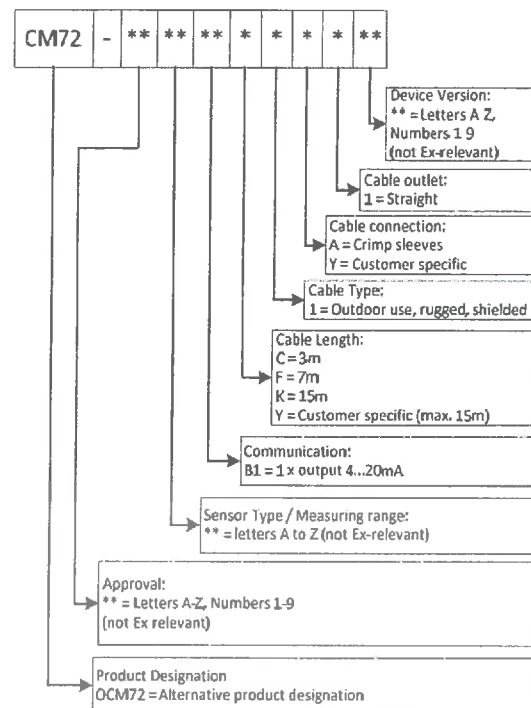 CM72 - ** ** ** * * * * **
Device Version:
** = Letters A Z,
Numbers 1 9
(not Ex-relevant)
Cable outlet:
1 = Straight
Cable connection:
A = Crimp sleeves
Y = Customer specific
Cable Type:
1 = Outdoor use, rugged, shielded
Cable Length:
C = 3m
F = 7m
K = 15m
Y = Customer specific (max. 15m)
Communication:
B1 = 1 x output 4...20mA
Sensor Type / Measuring range:
** = letters A to Z (not Ex-relevant)
Approval:
** = Letters A-Z, Numbers 1-9
(not Ex relevant)
Product Designation
OCM72 = Alternative product designation